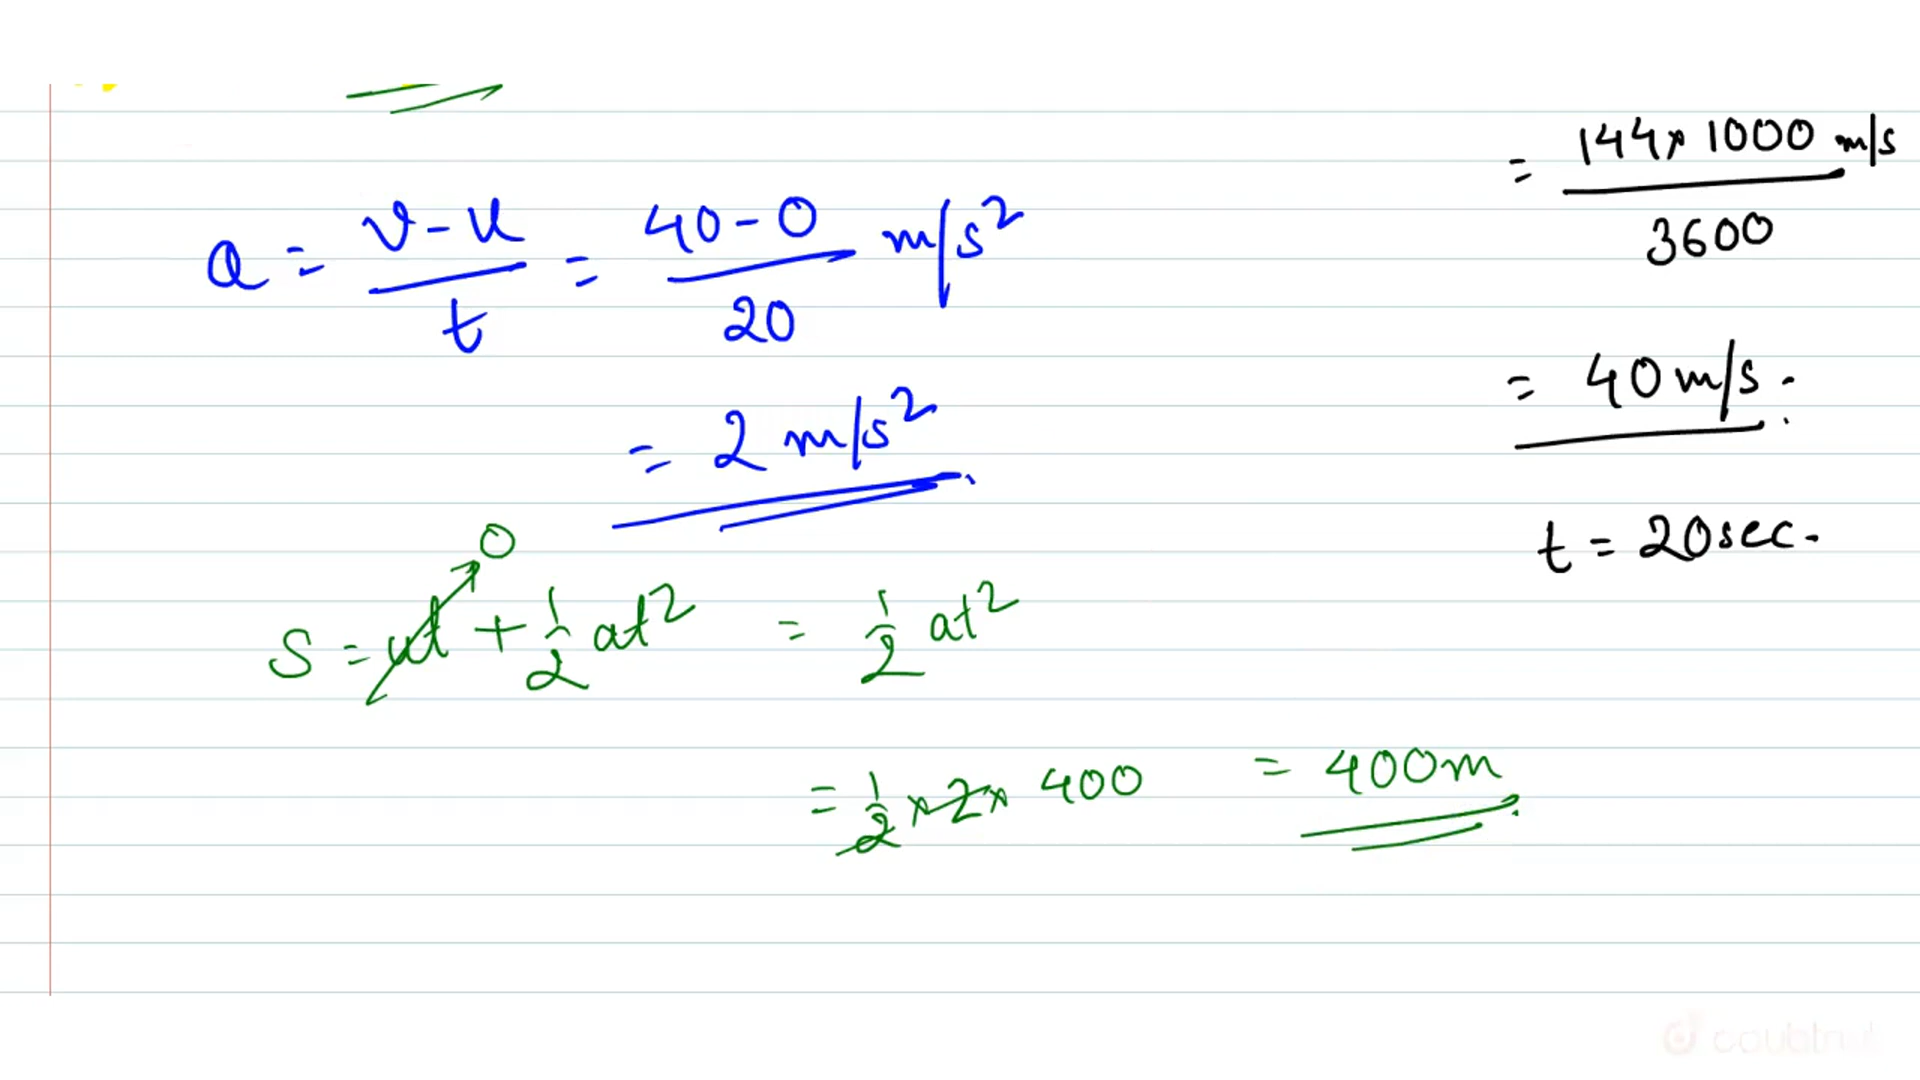 = 144 × 1000 m/s / 3600
a = v - u / t = 40 - 0 / 20 m/s²
= 40 m/s.
= 2 m/s²
t = 20 sec.
0
S = ut + 1/2 at² = 1/2 at²
= 1/2 × 2 × 400 = 400m
doubtnut